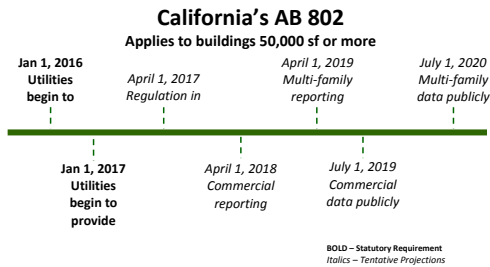 California's AB 802
Applies to buildings 50,000 sf or more
Jan 1, 2016
Utilities
begin to
April 1, 2017
Regulation in
April 1, 2019
Multi-family
reporting
July 1, 2020
Multi-family
data publicly
Jan 1, 2017
Utilities
begin to
provide
April 1, 2018
Commercial
reporting
July 1, 2019
Commercial
data publicly
BOLD – Statutory Requirement
Italics – Tentative Projections